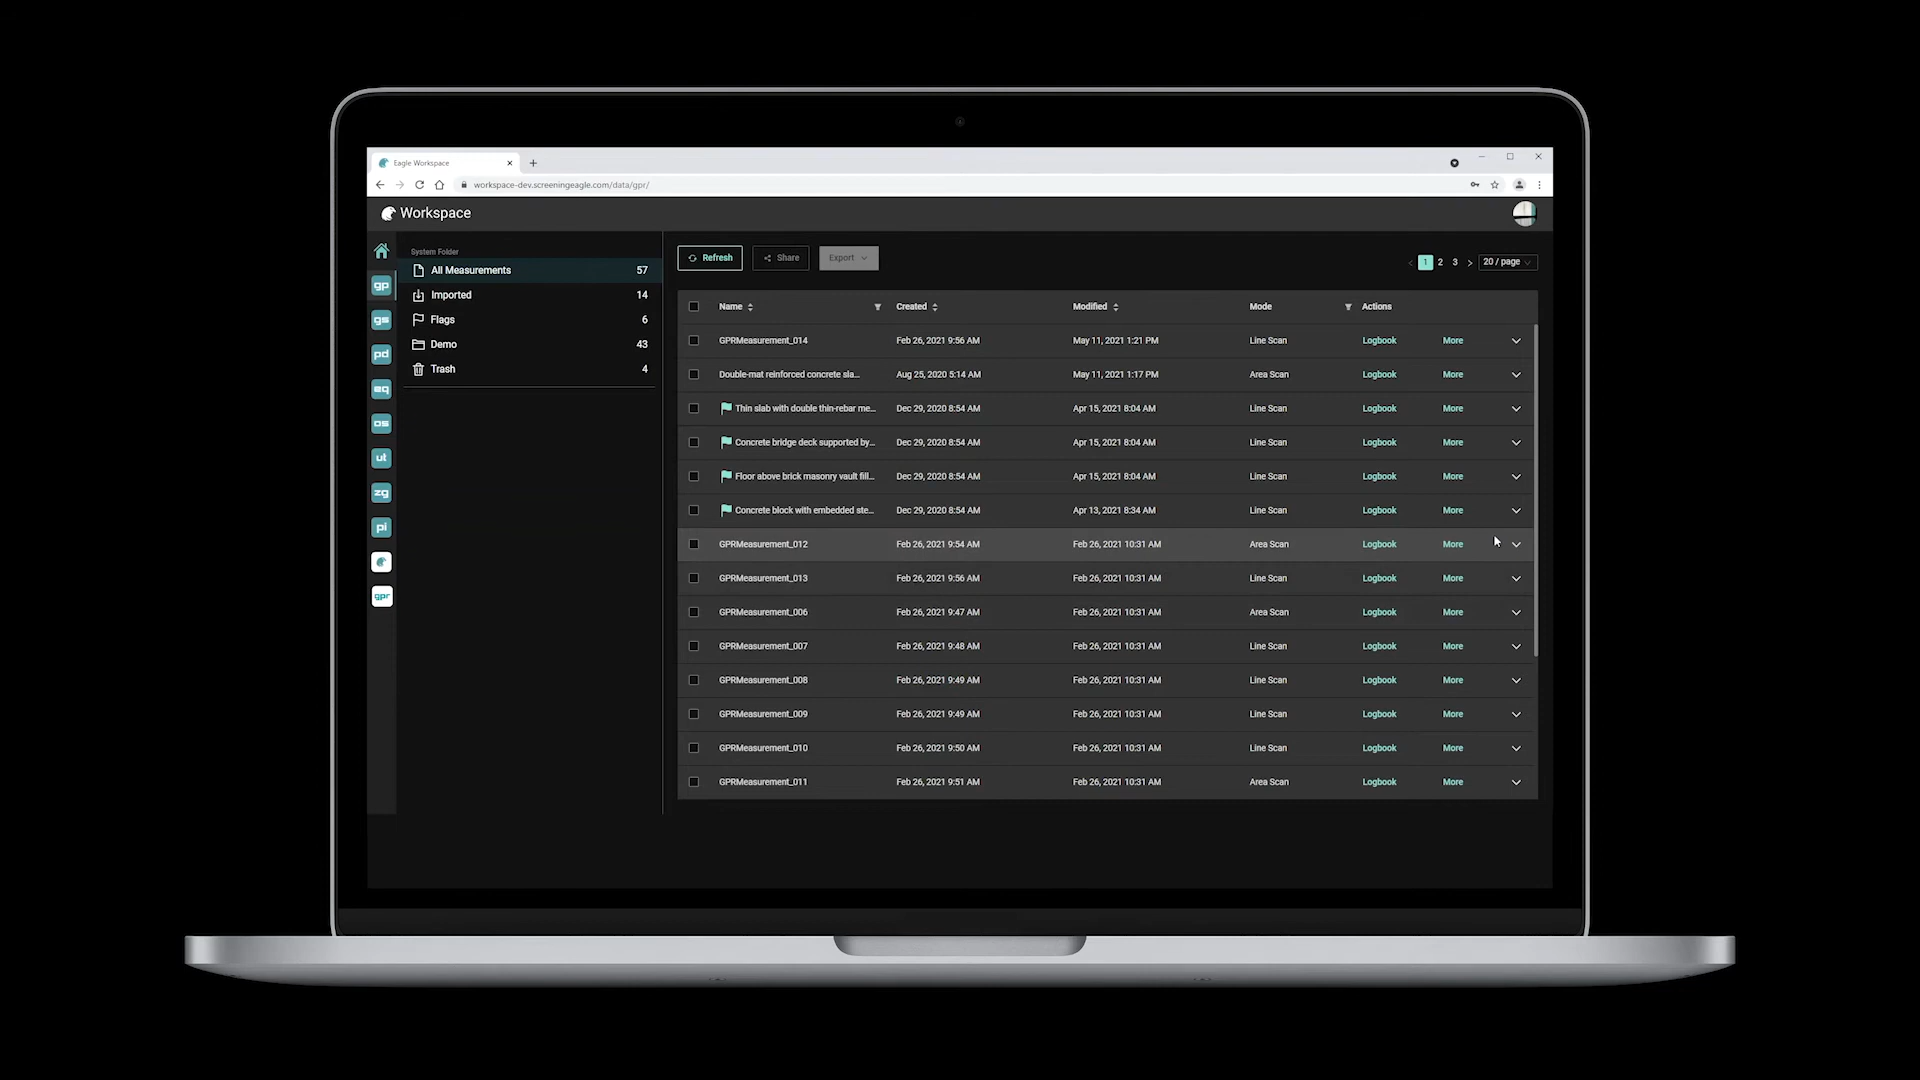 Eagle Workspace
workspace-dev.screeningeagle.com/data/gpr/
Workspace
System Folder
All Measurements 57
Imported 14
Flags 6
Demo 43
Trash 4
gp
gs
pd
eq
os
ut
zg
pi
gpr
Refresh Share Export 1 2 3 20 / page
Name Created Modified Mode Actions
GPRMeasurement_014 Feb 26, 2021 9:56 AM May 11, 2021 1:21 PM Line Scan Logbook More
Double-mat reinforced concrete sla... Aug 25, 2020 5:14 AM May 11, 2021 1:17 PM Area Scan Logbook More
Thin slab with double thin-rebar me... Dec 29, 2020 8:54 AM Apr 15, 2021 8:04 AM Line Scan Logbook More
Concrete bridge deck supported by... Dec 29, 2020 8:54 AM Apr 15, 2021 8:04 AM Line Scan Logbook More
Floor above brick masonry vault fill... Dec 29, 2020 8:54 AM Apr 15, 2021 8:04 AM Line Scan Logbook More
Concrete block with embedded ste... Dec 29, 2020 8:54 AM Apr 13, 2021 8:34 AM Line Scan Logbook More
GPRMeasurement_012 Feb 26, 2021 9:54 AM Feb 26, 2021 10:31 AM Area Scan Logbook More
GPRMeasurement_013 Feb 26, 2021 9:56 AM Feb 26, 2021 10:31 AM Line Scan Logbook More
GPRMeasurement_006 Feb 26, 2021 9:47 AM Feb 26, 2021 10:31 AM Area Scan Logbook More
GPRMeasurement_007 Feb 26, 2021 9:48 AM Feb 26, 2021 10:31 AM Line Scan Logbook More
GPRMeasurement_008 Feb 26, 2021 9:49 AM Feb 26, 2021 10:31 AM Line Scan Logbook More
GPRMeasurement_009 Feb 26, 2021 9:49 AM Feb 26, 2021 10:31 AM Line Scan Logbook More
GPRMeasurement_010 Feb 26, 2021 9:50 AM Feb 26, 2021 10:31 AM Line Scan Logbook More
GPRMeasurement_011 Feb 26, 2021 9:51 AM Feb 26, 2021 10:31 AM Area Scan Logbook More